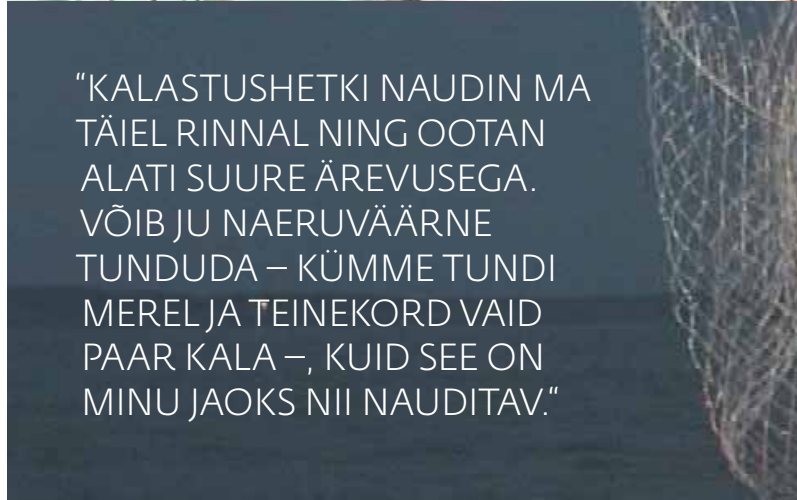 “KALASTUSHETKI NAUDIN MA
TÄIEL RINNAL NING OOTAN
ALATI SUURE ÄREVUSEGA.
VÕIB JU NAERUVÄÄRNE
TUNDUDA – KÜMME TUNDI
MEREL JA TEINEKORD VAID
PAAR KALA –, KUID SEE ON
MINU JAOKS NII NAUDITAV.“